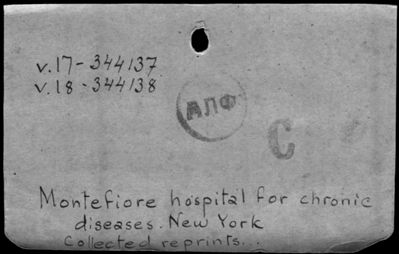 v.17-344137
v.18-344138
АПФ
C
Montefiore hospital for chronic
diseases. New York
Collected reprints...